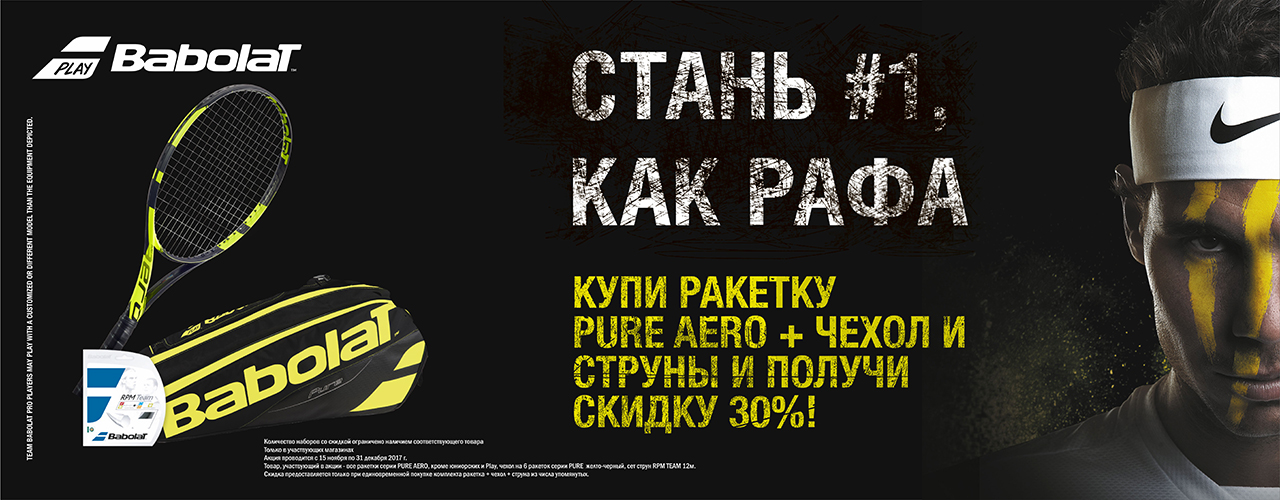 PLAY BabolaT™
СТАНЬ #1,
КАК РАФА
КУПИ РАКЕТКУ
PURE AERO + ЧЕХОЛ И
СТРУНЫ И ПОЛУЧИ
СКИДКУ 30%!
TEAM BABOLAT PRO PLAYERS MAY PLAY WITH A CUSTOMIZED OR DIFFERENT MODEL THAN THE EQUIPMENT DEPICTED.
Babolat
aero
BabolaT
Pure
RPM Team
BabolaT
Количество наборов со скидкой ограничено наличием соответствующего товара
Только в участвующих магазинах
Акция проводится с 15 ноября по 31 декабря 2017 г.
Товар, участвующий в акции - все ракетки серии PURE AERO, кроме юниорских и Play, чехол на 6 ракеток серии PURE желто-черный, сет струн RPM TEAM 12м.
Скидка предоставляется только при единовременной покупке комплекта ракетка + чехол + струна из числа упомянутых.